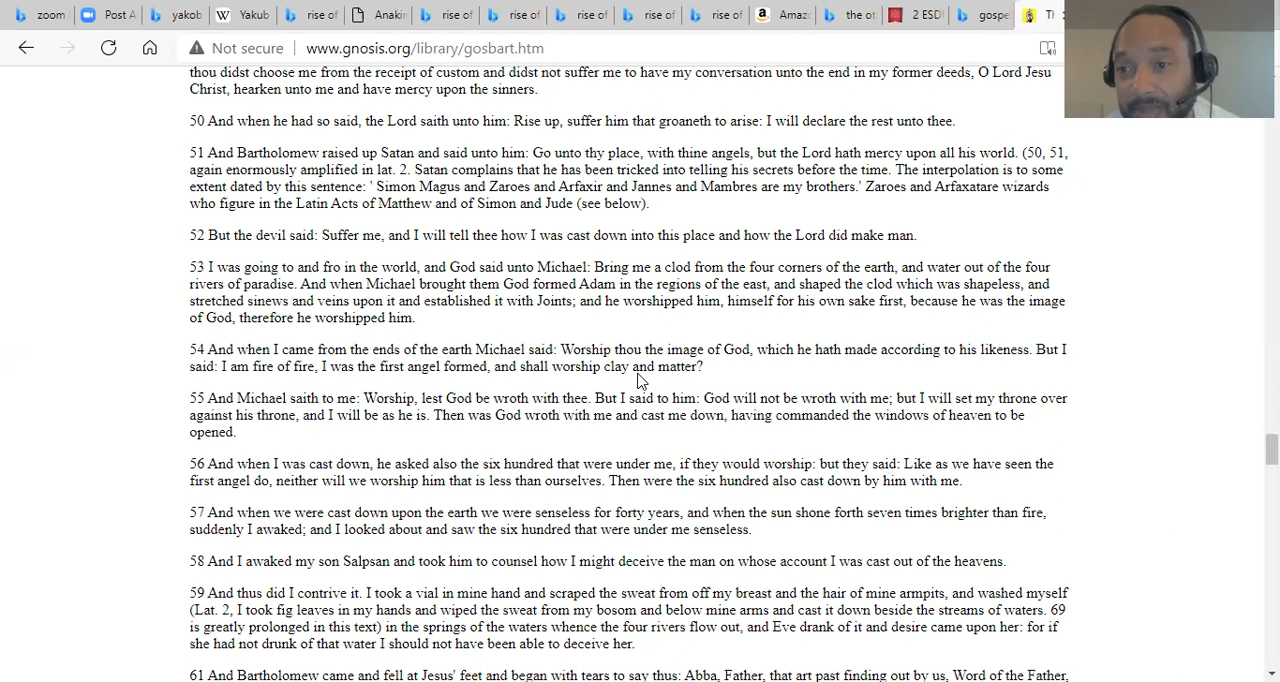 zoom
Post A
yakob
Yakub
rise of
Anakin
rise of
rise of
rise of
rise of
rise of
Amaz
the ot
2 ESD
gospe
Not secure
www.gnosis.org/library/gosbart.htm
thou didst choose me from the receipt of custom and didst not suffer me to have my conversation unto the end in my former deeds, O Lord Jesu
Christ, hearken unto me and have mercy upon the sinners.
50 And when he had so said, the Lord saith unto him: Rise up, suffer him that groaneth to arise: I will declare the rest unto thee.
51 And Bartholomew raised up Satan and said unto him: Go unto thy place, with thine angels, but the Lord hath mercy upon all his world. (50, 51,
again enormously amplified in lat. 2. Satan complains that he has been tricked into telling his secrets before the time. The interpolation is to some
extent dated by this sentence: ' Simon Magus and Zaroes and Arfaxir and Jannes and Mambres are my brothers.' Zaroes and Arfaxatare wizards
who figure in the Latin Acts of Matthew and of Simon and Jude (see below).
52 But the devil said: Suffer me, and I will tell thee how I was cast down into this place and how the Lord did make man.
53 I was going to and fro in the world, and God said unto Michael: Bring me a clod from the four corners of the earth, and water out of the four
rivers of paradise. And when Michael brought them God formed Adam in the regions of the east, and shaped the clod which was shapeless, and
stretched sinews and veins upon it and established it with Joints; and he worshipped him, himself for his own sake first, because he was the image
of God, therefore he worshipped him.
54 And when I came from the ends of the earth Michael said: Worship thou the image of God, which he hath made according to his likeness. But I
said: I am fire of fire, I was the first angel formed, and shall worship clay and matter?
55 And Michael saith to me: Worship, lest God be wroth with thee. But I said to him: God will not be wroth with me; but I will set my throne over
against his throne, and I will be as he is. Then was God wroth with me and cast me down, having commanded the windows of heaven to be
opened.
56 And when I was cast down, he asked also the six hundred that were under me, if they would worship: but they said: Like as we have seen the
first angel do, neither will we worship him that is less than ourselves. Then were the six hundred also cast down by him with me.
57 And when we were cast down upon the earth we were senseless for forty years, and when the sun shone forth seven times brighter than fire,
suddenly I awaked; and I looked about and saw the six hundred that were under me senseless.
58 And I awaked my son Salpsan and took him to counsel how I might deceive the man on whose account I was cast out of the heavens.
59 And thus did I contrive it. I took a vial in mine hand and scraped the sweat from off my breast and the hair of mine armpits, and washed myself
(Lat. 2, I took fig leaves in my hands and wiped the sweat from my bosom and below mine arms and cast it down beside the streams of waters. 69
is greatly prolonged in this text) in the springs of the waters whence the four rivers flow out, and Eve drank of it and desire came upon her: for if
she had not drunk of that water I should not have been able to deceive her.
61 And Bartholomew came and fell at Jesus' feet and began with tears to say thus: Abba, Father, that art past finding out by us, Word of the Father,